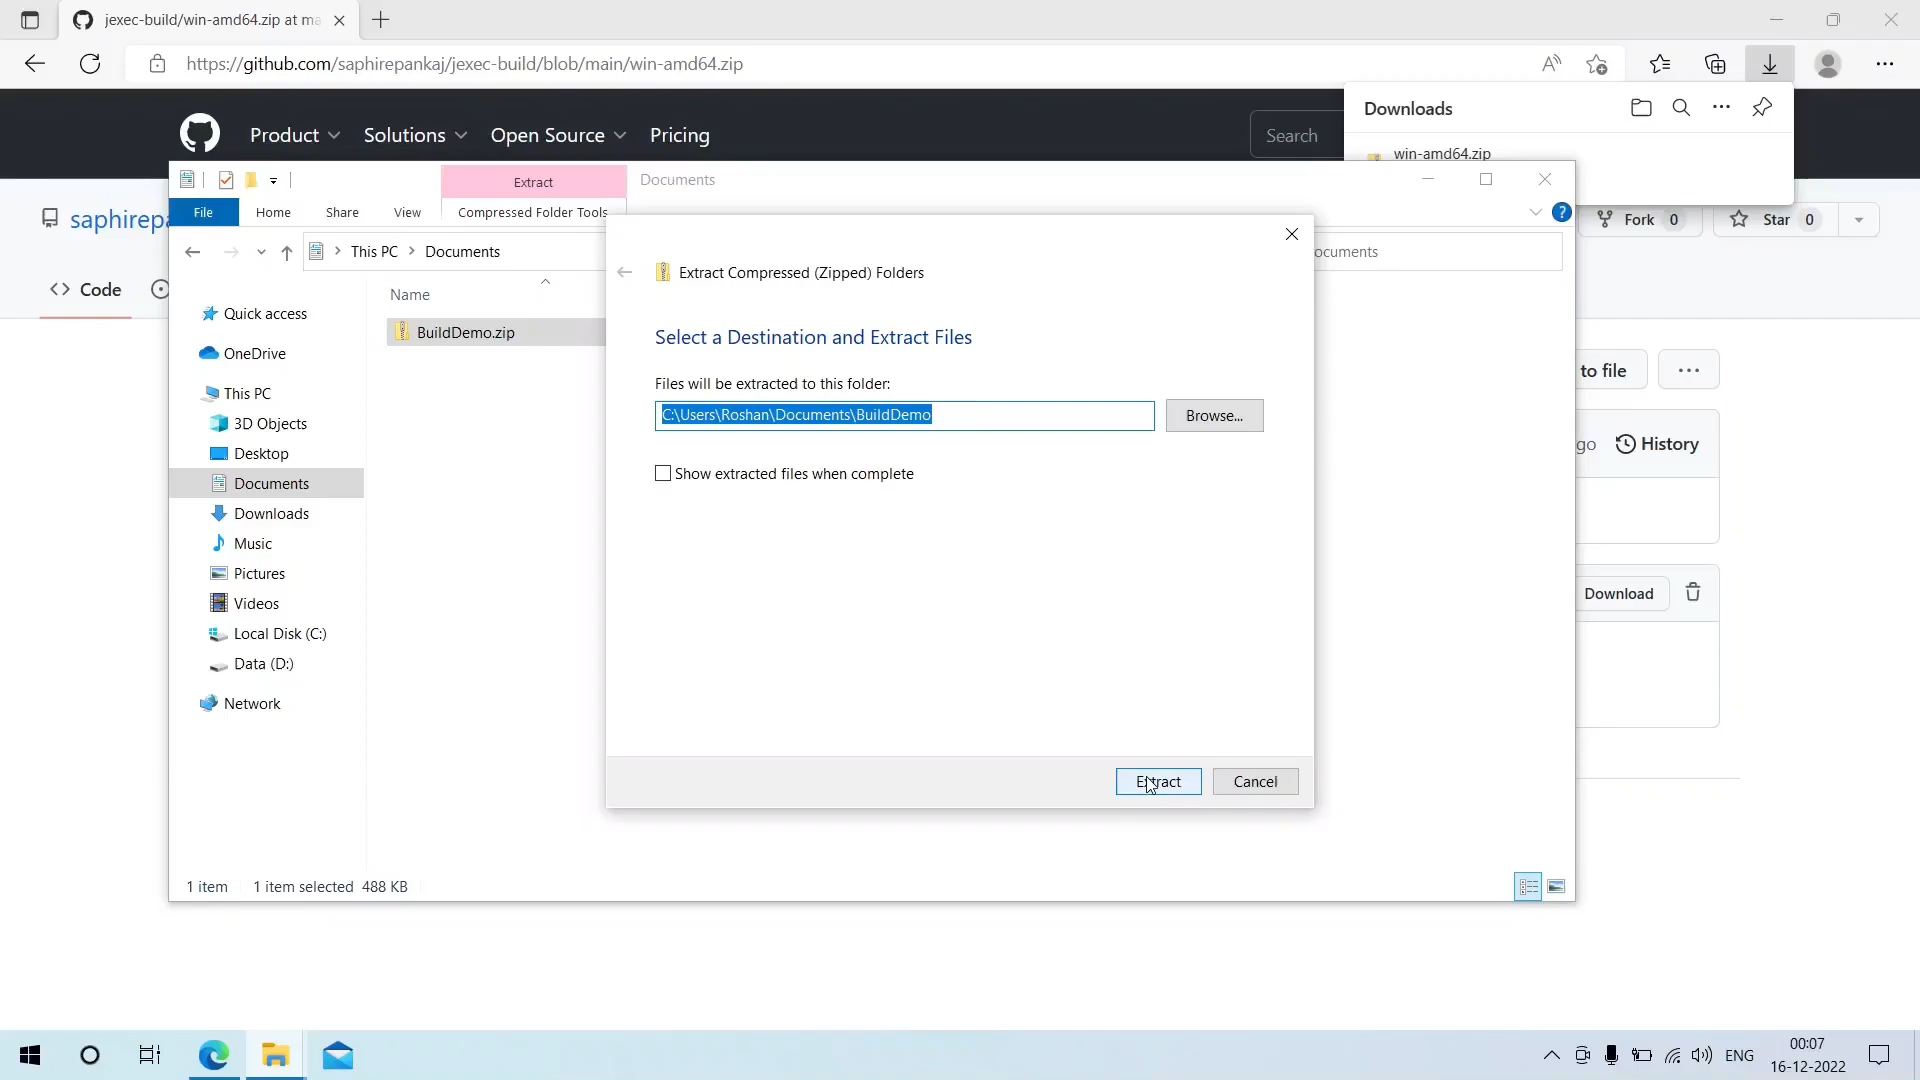 jexec-build/win-amd64.zip at ma
https://github.com/saphirepankaj/jexec-build/blob/main/win-amd64.zip
Product
Solutions
Open Source
Pricing
Search
Downloads
win-amd64.zip
Extract
Documents
File
Home
Share
View
Compressed Folder Tools
saphirepa
Fork 0
Star 0
This PC
Documents
ocuments
Code
Extract Compressed (Zipped) Folders
Name
BuildDemo.zip
Quick access
OneDrive
This PC
3D Objects
Desktop
Documents
Downloads
Music
Pictures
Videos
Local Disk (C:)
Data (D:)
Network
Select a Destination and Extract Files
Files will be extracted to this folder:
C:\Users\Roshan\Documents\BuildDemo
Browse...
Show extracted files when complete
to file
go
History
Download
Extract
Cancel
1 item
1 item selected 488 KB
ENG
00:07
16-12-2022